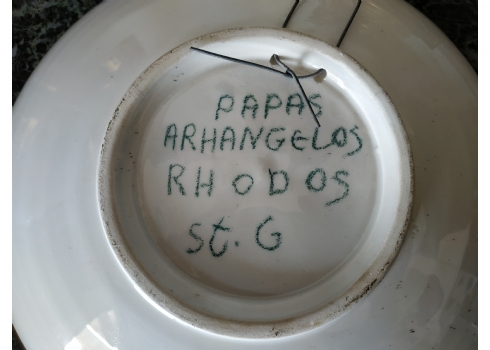 PAPAS
ARHANGELOS
RHODOS
st. G